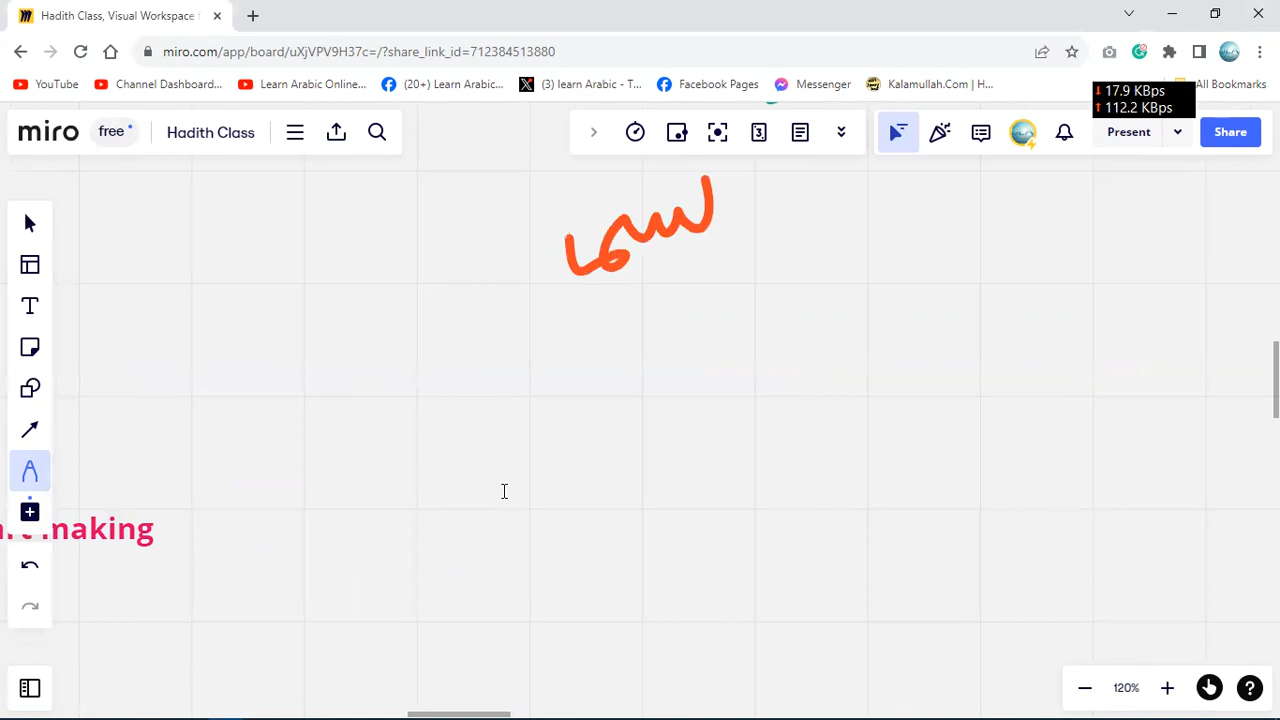 Hadith Class, Visual Workspace f
miro.com/app/board/uXjVPV9H37c=/?share_link_id=712384513880
YouTube
Channel Dashboard...
Learn Arabic Online...
(20+) Learn Arabic...
(3) learn Arabic - T...
Facebook Pages
Messenger
Kalamullah.Com | H...
All Bookmarks
17.9 KBps
112.2 KBps
miro
free
Hadith Class
3
Present
Share
making
120%
?